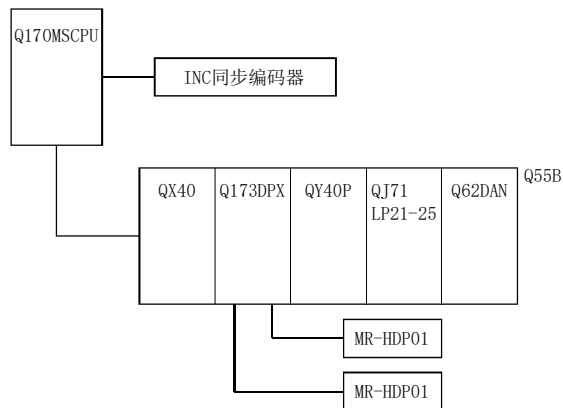 Q170MSCPU
INC同步编码器
Q55B
QX40
Q173DPX
QY40P
QJ71
LP21-25
Q62DAN
MR-HDP01
MR-HDP01